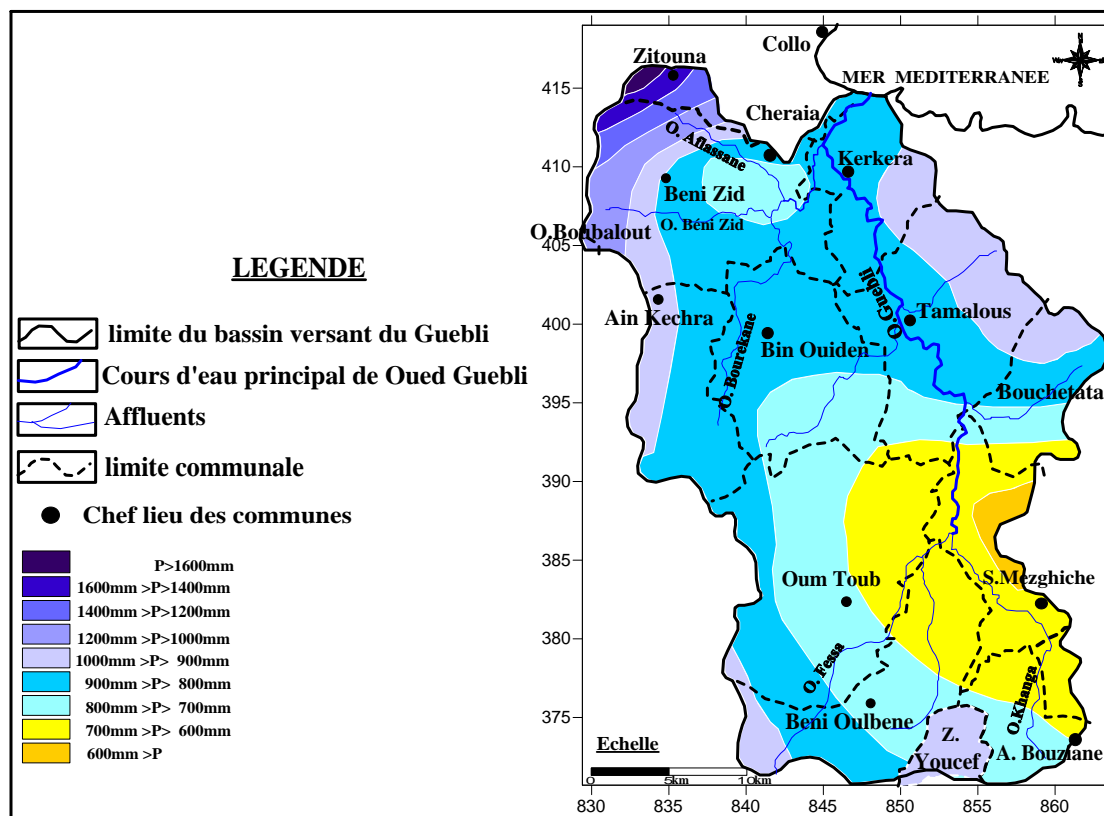 LEGENDE
limite du bassin versant du Guebli
Cours d'eau principal de Oued Guebli
Affluents
limite communale
Chef lieu des communes
P>1600mm
1600mm >P>1400mm
1400mm >P>1200mm
1200mm >P>1000mm
1000mm >P> 900mm
900mm >P> 800mm
800mm >P> 700mm
700mm >P> 600mm
600mm >P
Collo
Zitouna
MER MEDITERRANEE
Cheraia
O. Aflassane
Kerkera
Beni Zid
O. Béni Zid
O.Boubalout
O.Guebli
Ain Kechra
Tamalous
Bin Ouiden
O. Bourekane
Bouchetata
Oum Toub
S.Mezghiche
O. Fessa
O.Khanga
Beni Oulbene
Z.
Youcef
A. Bouziane
Echelle
5km
10km
415
410
405
400
395
390
385
380
375
830
835
840
845
850
855
860